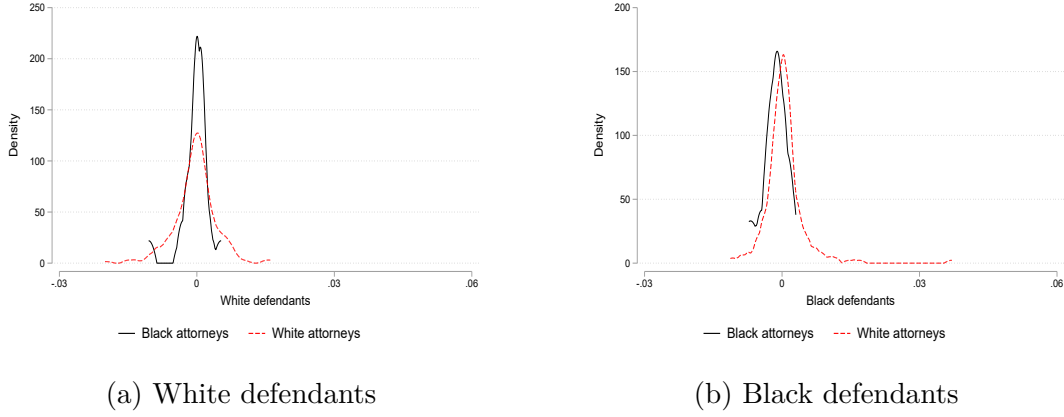 250
200
150
100
50
0
Density
-.03
0
.03
.06
White defendants
Black attorneys
White attorneys
(a) White defendants
200
150
100
50
0
Density
-.03
0
.03
.06
Black defendants
Black attorneys
White attorneys
(b) Black defendants